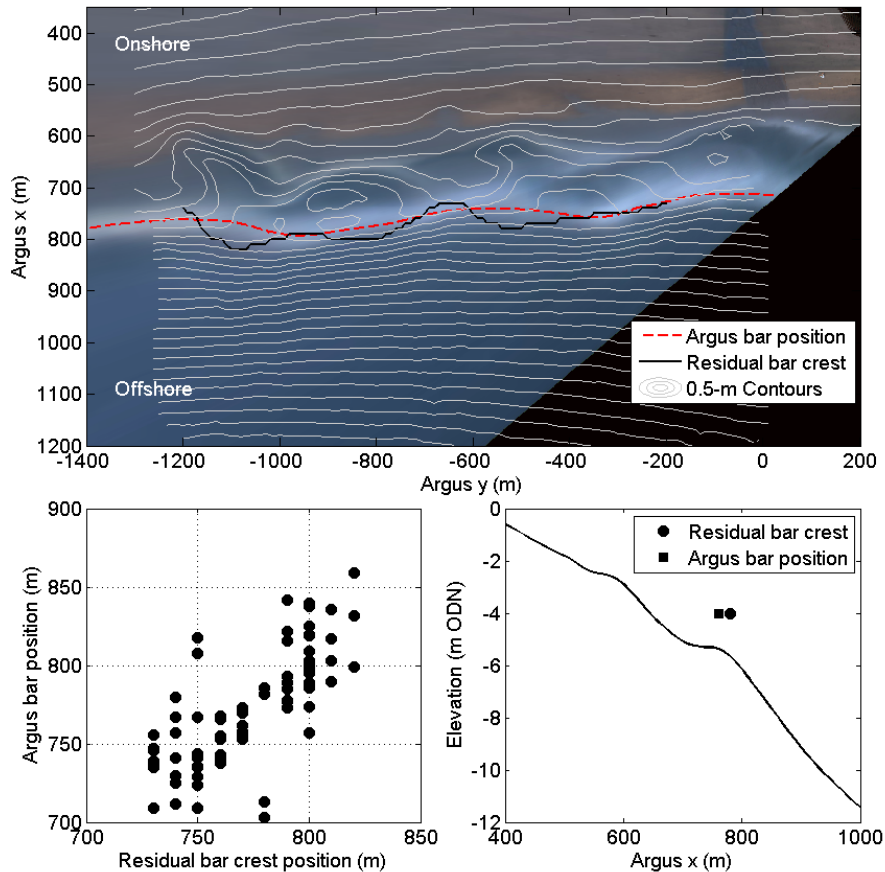 Onshore
Offshore
400
500
600
700
800
900
1000
1100
1200
Argus x (m)
-1400 -1200 -1000 -800 -600 -400 -200 0 200
Argus y (m)
Argus bar position
Residual bar crest
0.5-m Contours
900
850
800
750
700
Argus bar position (m)
700 750 800 850
Residual bar crest position (m)
0
-2
-4
-6
-8
-10
-12
Elevation (m ODN)
Residual bar crest
Argus bar position
400 600 800 1000
Argus x (m)